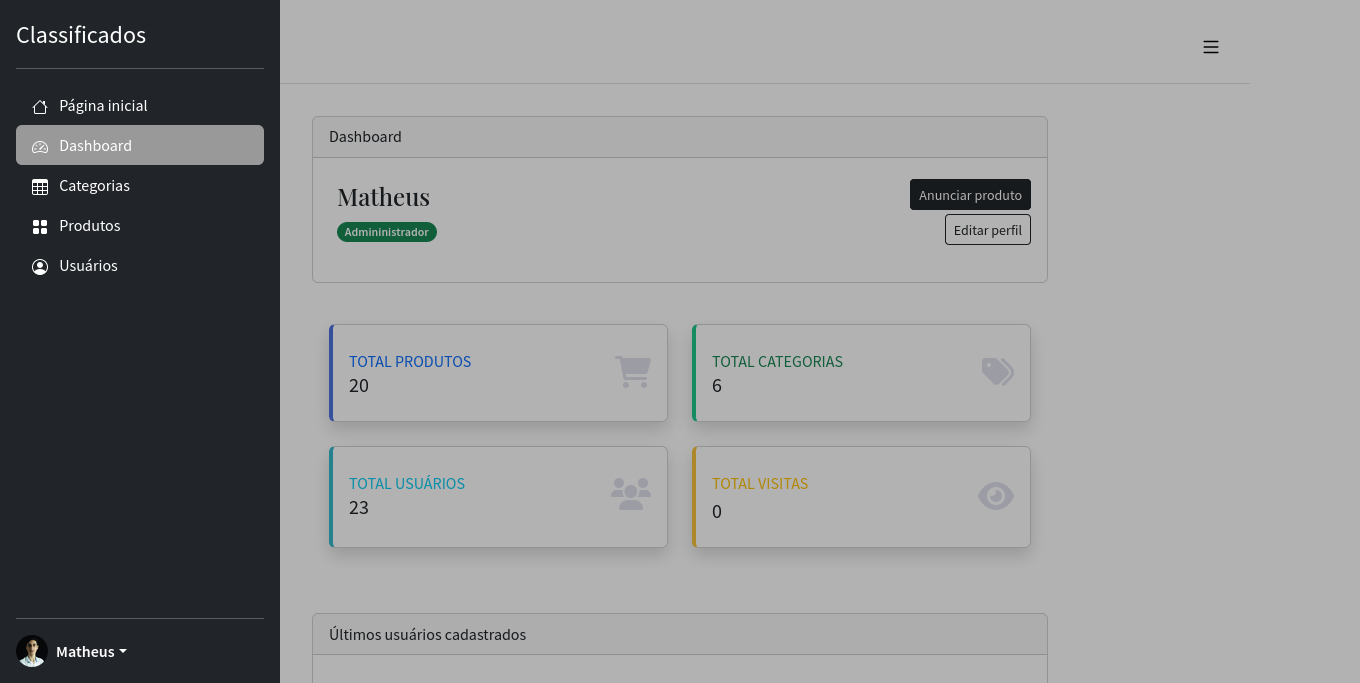 Classificados
Página inicial
Dashboard
Categorias
Produtos
Usuários
Matheus
Dashboard
Matheus
Admininistrador
Anunciar produto
Editar perfil
TOTAL PRODUTOS
20
TOTAL CATEGORIAS
6
TOTAL USUÁRIOS
23
TOTAL VISITAS
0
Últimos usuários cadastrados